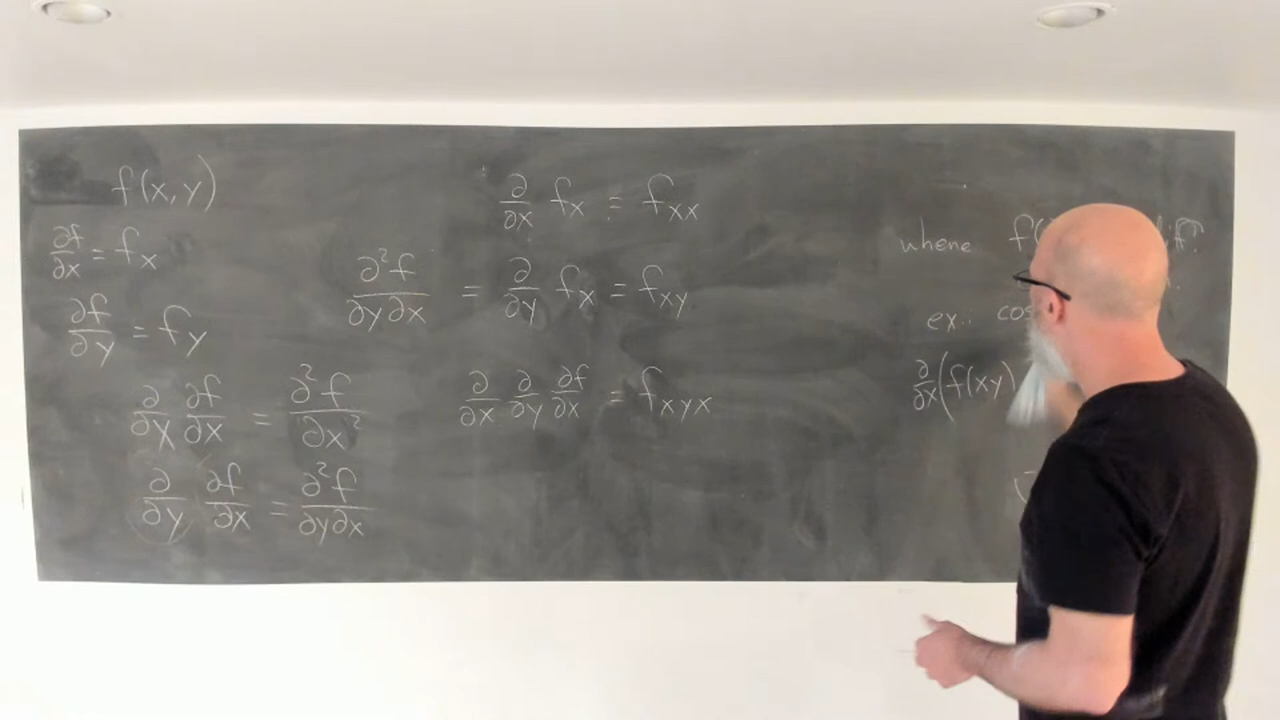 f(x,y)
∂f/∂x = f_x
∂f/∂y = f_y
∂/∂x ∂f/∂x = ∂²f/∂x²
∂/∂y ∂f/∂x = ∂²f/∂y∂x
∂/∂x f_x = f_xx
∂²f/∂y∂x = ∂/∂y f_x = f_xy
∂/∂x ∂/∂y ∂f/∂x = f_xyx
where f(
ex.: cos
∂/∂x(f(xy)